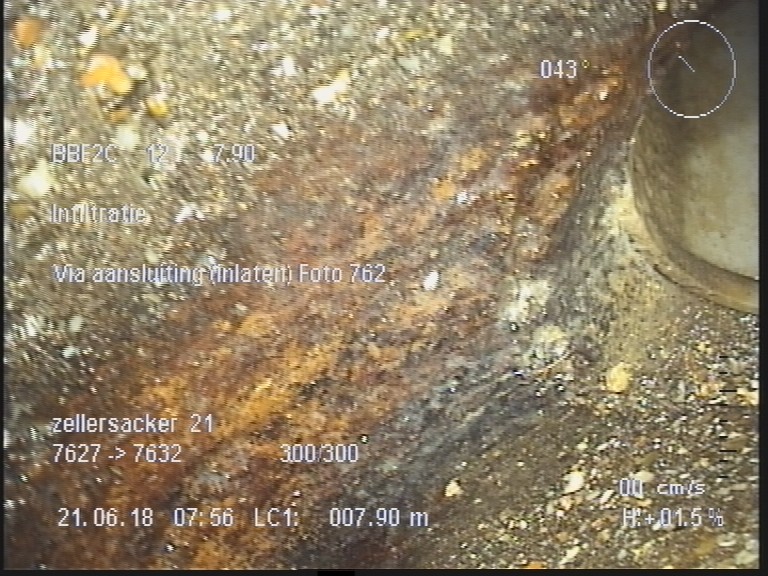 043°
BBF2C 12 7.90
Infiltratie
Via aansluiting (inlaten) Foto 762
zellersacker 21
7627 -> 7632 300/300
00 cm/s
21.06.18 07:56 LC1: 007.90 m H:+01.5 %